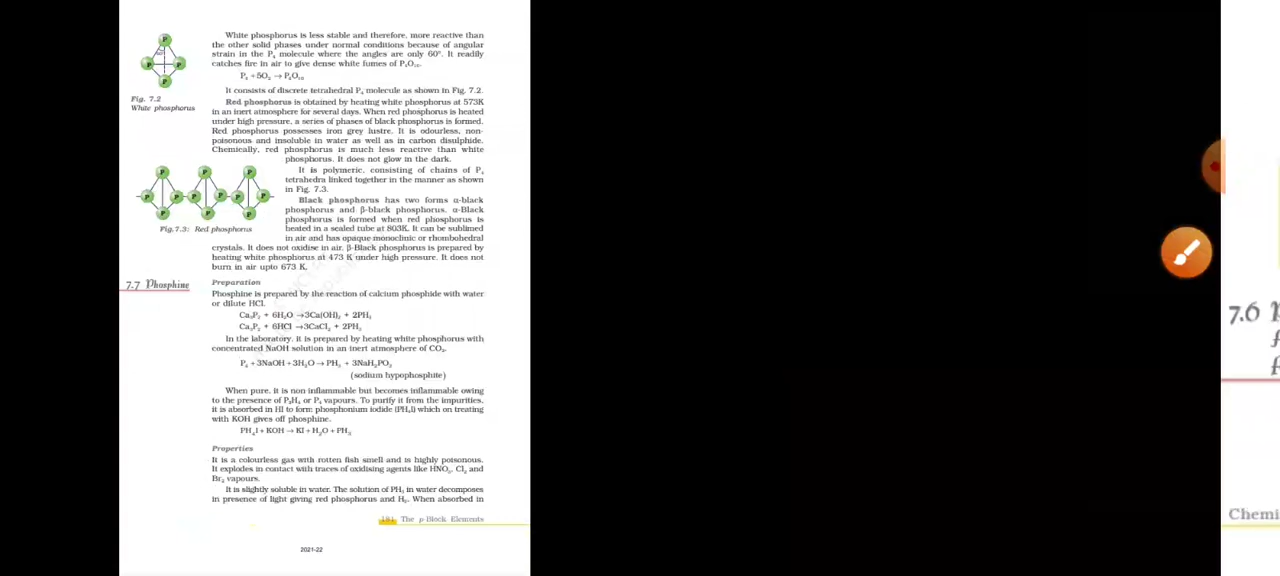 P
60°
P
P
P
Fig. 7.2
White phosphorus
White phosphorus is less stable and therefore, more reactive than
the other solid phases under normal conditions because of angular
strain in the P₄ molecule where the angles are only 60°. It readily
catches fire in air to give dense white fumes of P₄O₁₀.
P₄ + 5O₂ → P₄O₁₀
It consists of discrete tetrahedral P₄ molecule as shown in Fig. 7.2.
Red phosphorus is obtained by heating white phosphorus at 573K
in an inert atmosphere for several days. When red phosphorus is heated
under high pressure, a series of phases of black phosphorus is formed.
Red phosphorus possesses iron grey lustre. It is odourless, non-
poisonous and insoluble in water as well as in carbon disulphide.
Chemically, red phosphorus is much less reactive than white
phosphorus. It does not glow in the dark.
It is polymeric, consisting of chains of P₄
tetrahedra linked together in the manner as shown
in Fig. 7.3.
P P P
P P P P P P
P P P
Fig.7.3: Red phosphorus
Black phosphorus has two forms α-black
phosphorus and β-black phosphorus. α-Black
phosphorus is formed when red phosphorus is
heated in a sealed tube at 803K. It can be sublimed
in air and has opaque monoclinic or rhombohedral
crystals. It does not oxidise in air. β-Black phosphorus is prepared by
heating white phosphorus at 473 K under high pressure. It does not
burn in air upto 673 K.
7.7 Phosphine
Preparation
Phosphine is prepared by the reaction of calcium phosphide with water
or dilute HCl.
Ca₃P₂ + 6H₂O → 3Ca(OH)₂ + 2PH₃
Ca₃P₂ + 6HCl → 3CaCl₂ + 2PH₃
In the laboratory, it is prepared by heating white phosphorus with
concentrated NaOH solution in an inert atmosphere of CO₂.
P₄ + 3NaOH + 3H₂O → PH₃ + 3NaH₂PO₂
(sodium hypophosphite)
When pure, it is non inflammable but becomes inflammable owing
to the presence of P₂H₄ or P₄ vapours. To purify it from the impurities,
it is absorbed in HI to form phosphonium iodide (PH₄I) which on treating
with KOH gives off phosphine.
PH₄I + KOH → KI + H₂O + PH₃
Properties
It is a colourless gas with rotten fish smell and is highly poisonous.
It explodes in contact with traces of oxidising agents like HNO₃, Cl₂ and
Br₂ vapours.
It is slightly soluble in water. The solution of PH₃ in water decomposes
in presence of light giving red phosphorus and H₂. When absorbed in
181 The p-Block Elements
2021-22
7.6
Chemi